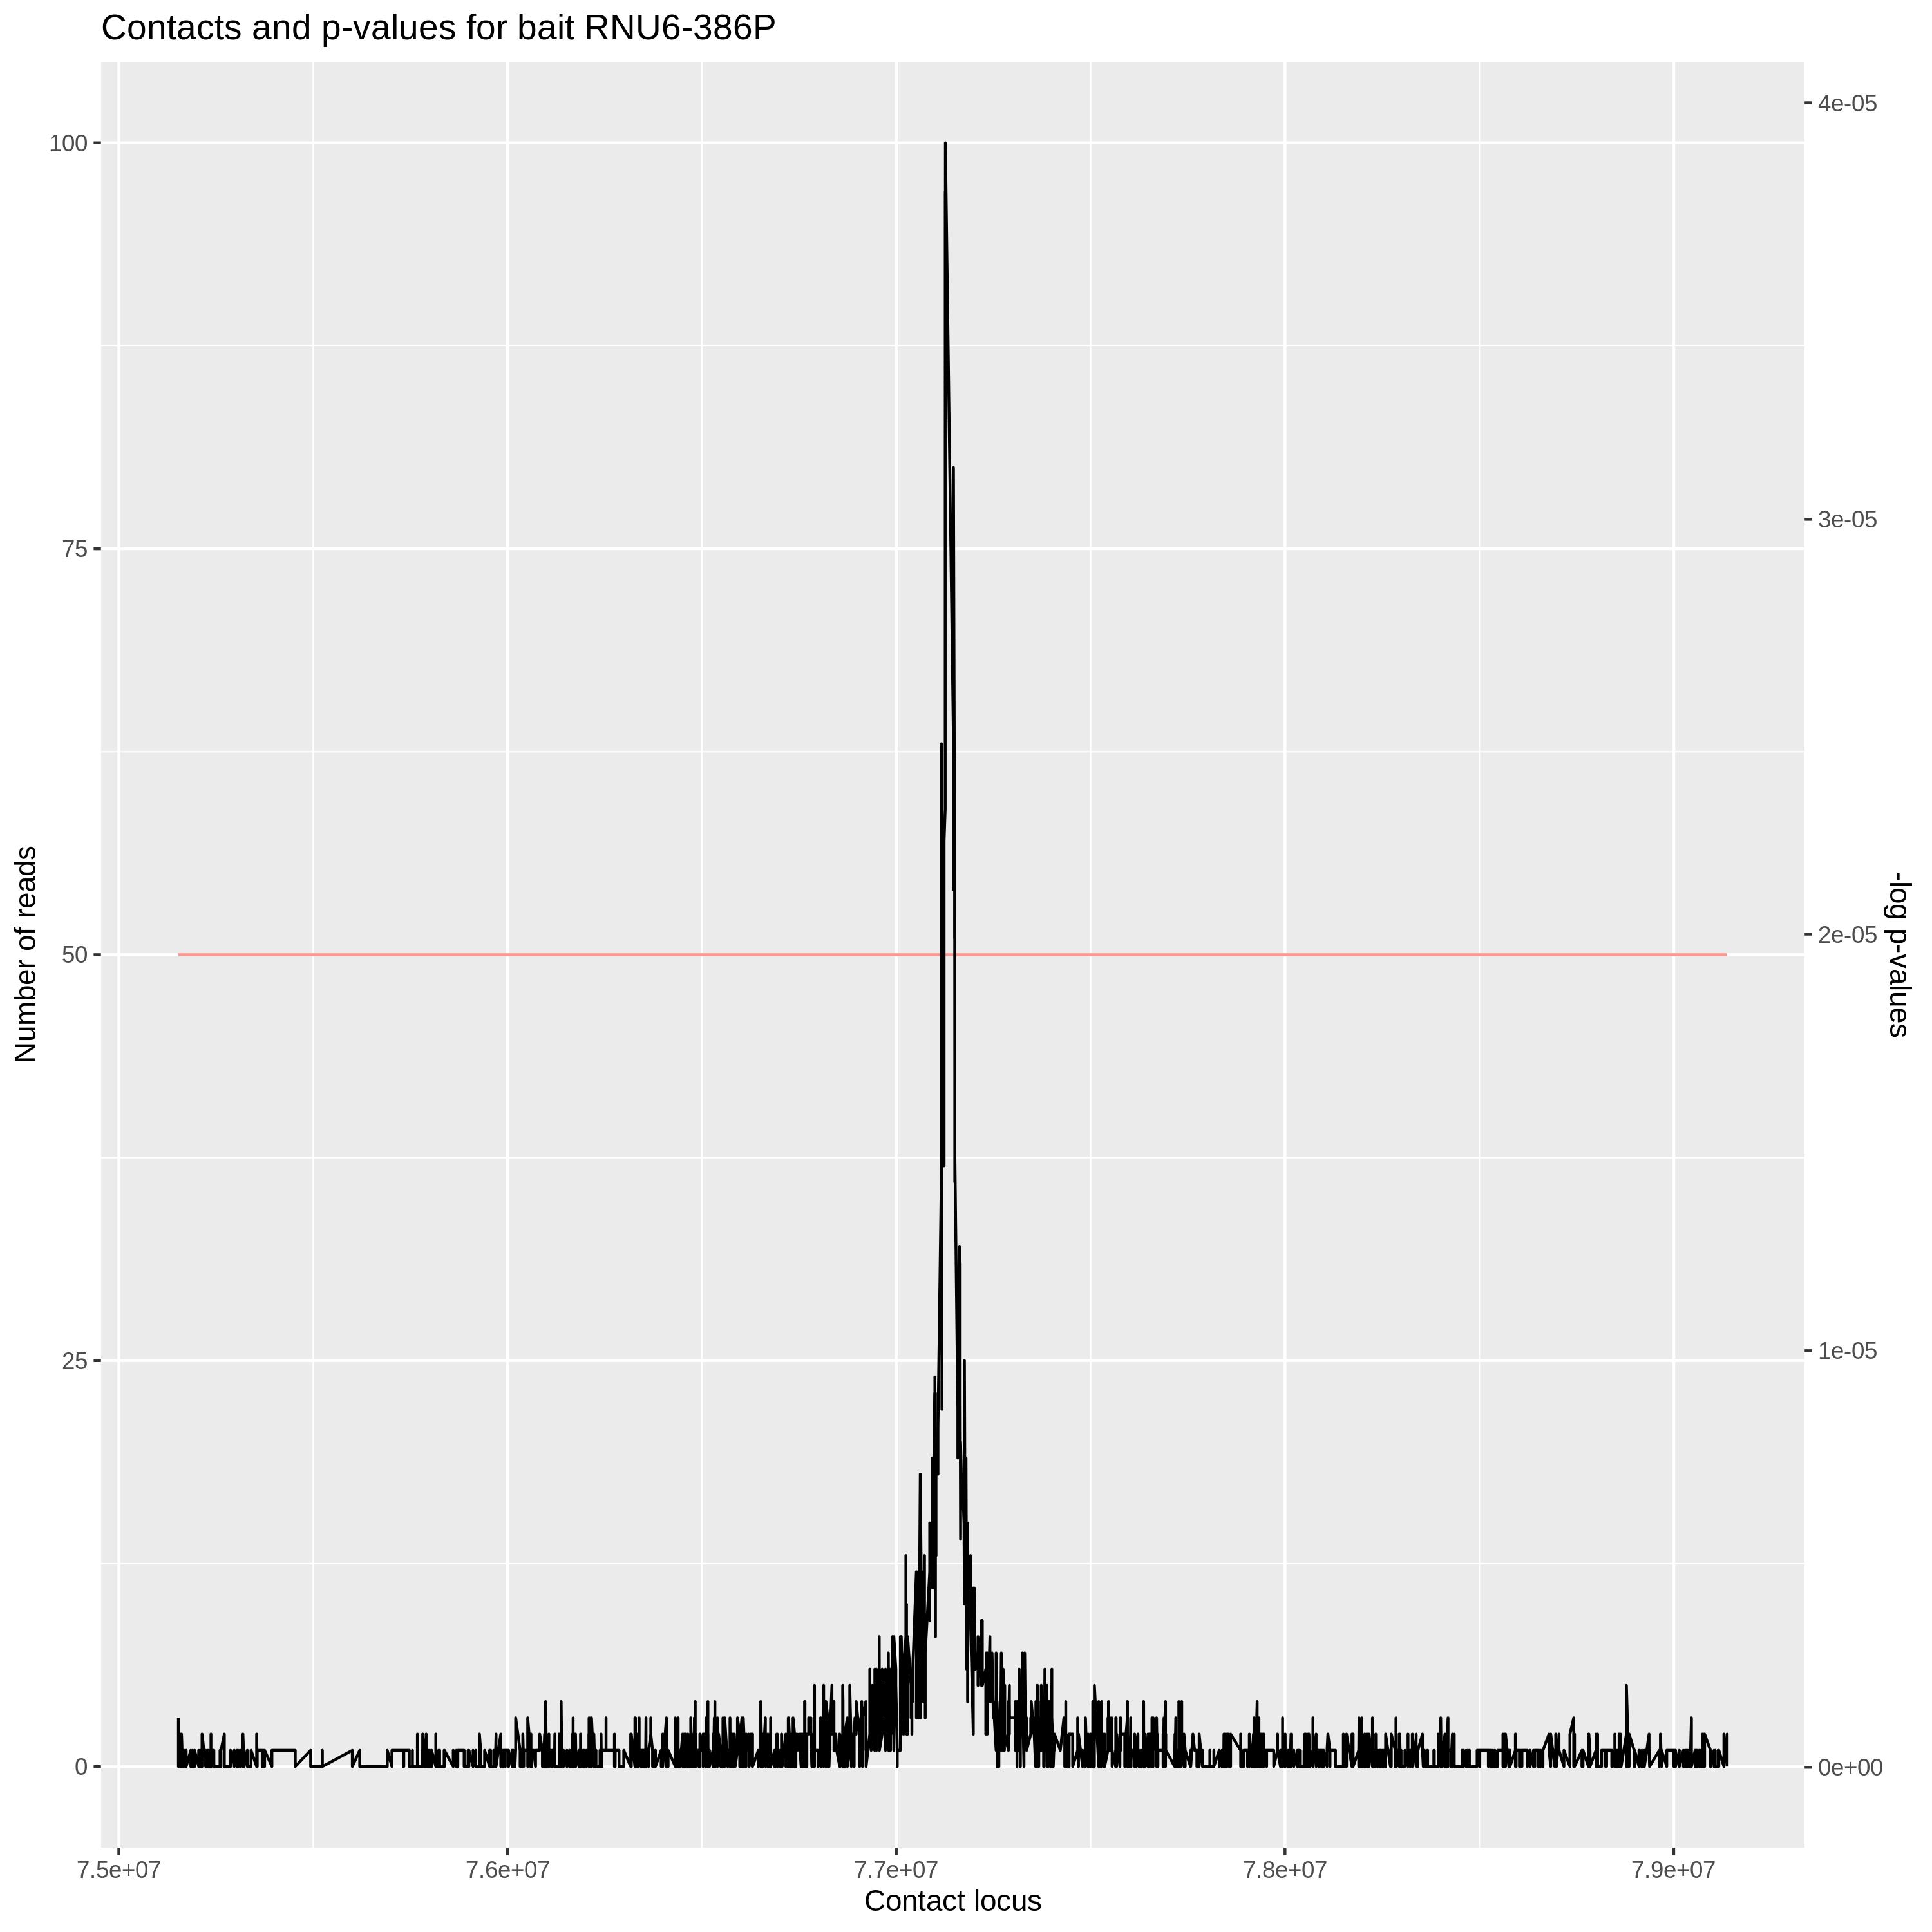 Contacts and p-values for bait RNU6-386P
100
75
50
25
0
Number of reads
4e-05
3e-05
2e-05
1e-05
0e+00
-log p-values
7.5e+07
7.6e+07
7.7e+07
7.8e+07
7.9e+07
Contact locus